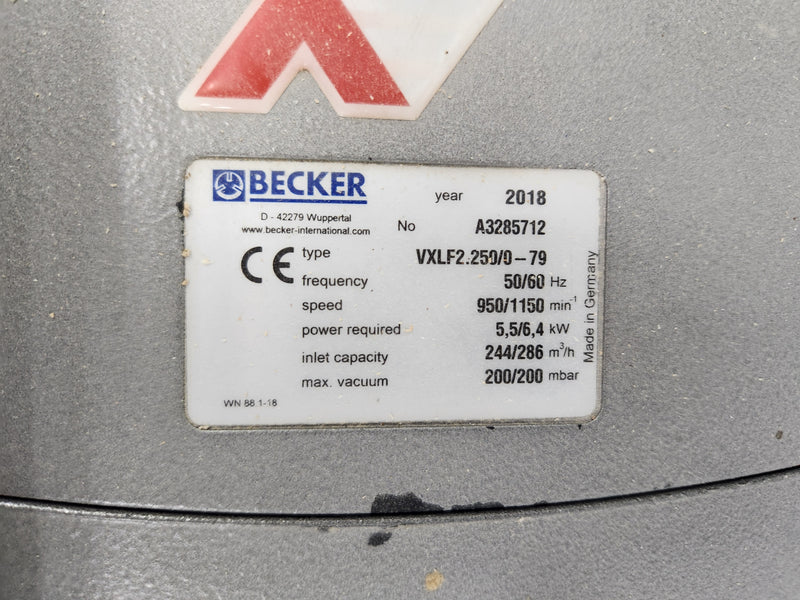 BECKER year 2018
D - 42279 Wuppertal
www.becker-international.com No A3285712
CE type VXLF2.250/0-79
frequency 50/60 Hz
speed 950/1150 min⁻¹
power required 5,5/6,4 kW
inlet capacity 244/286 m³/h
max. vacuum 200/200 mbar
WN 88 1-18
Made in Germany